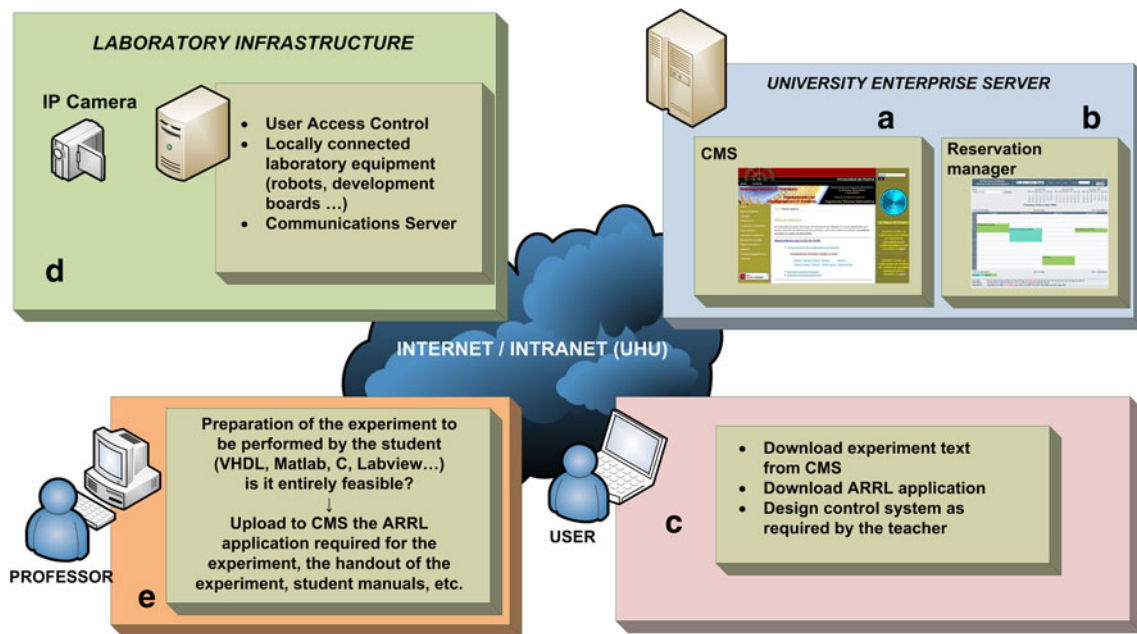 LABORATORY INFRASTRUCTURE
IP Camera
• User Access Control
• Locally connected
laboratory equipment
(robots, development
boards ...)
• Communications Server
d
UNIVERSITY ENTERPRISE SERVER
a
CMS
b
Reservation
manager
INTERNET / INTRANET (UHU)
PROFESSOR
Preparation of the experiment to
be performed by the student
(VHDL, Matlab, C, Labview...)
is it entirely feasible?
↓
Upload to CMS the ARRL
application required for the
experiment, the handout of the
experiment, student manuals, etc.
e
USER
• Download experiment text
from CMS
• Download ARRL application
• Design control system as
required by the teacher
c